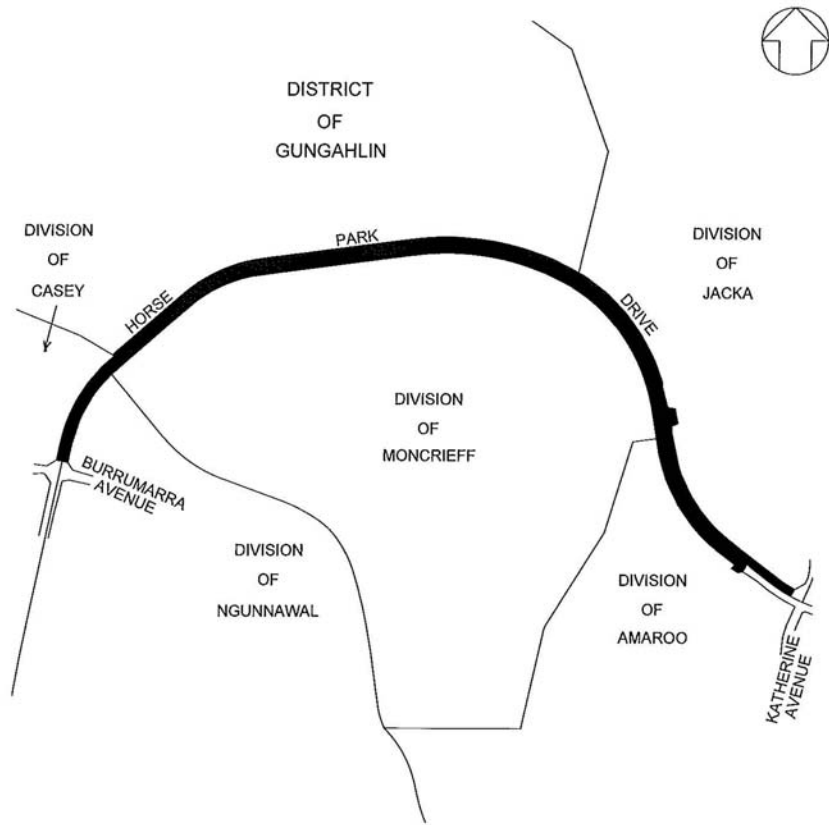 DISTRICT
OF
GUNGAHLIN
DIVISION
OF
CASEY
PARK
HORSE
DRIVE
DIVISION
OF
JACKA
DIVISION
OF
MONCRIEFF
BURRUMARRA
AVENUE
DIVISION
OF
NGUNNAWAL
DIVISION
OF
AMAROO
KATHERINE
AVENUE